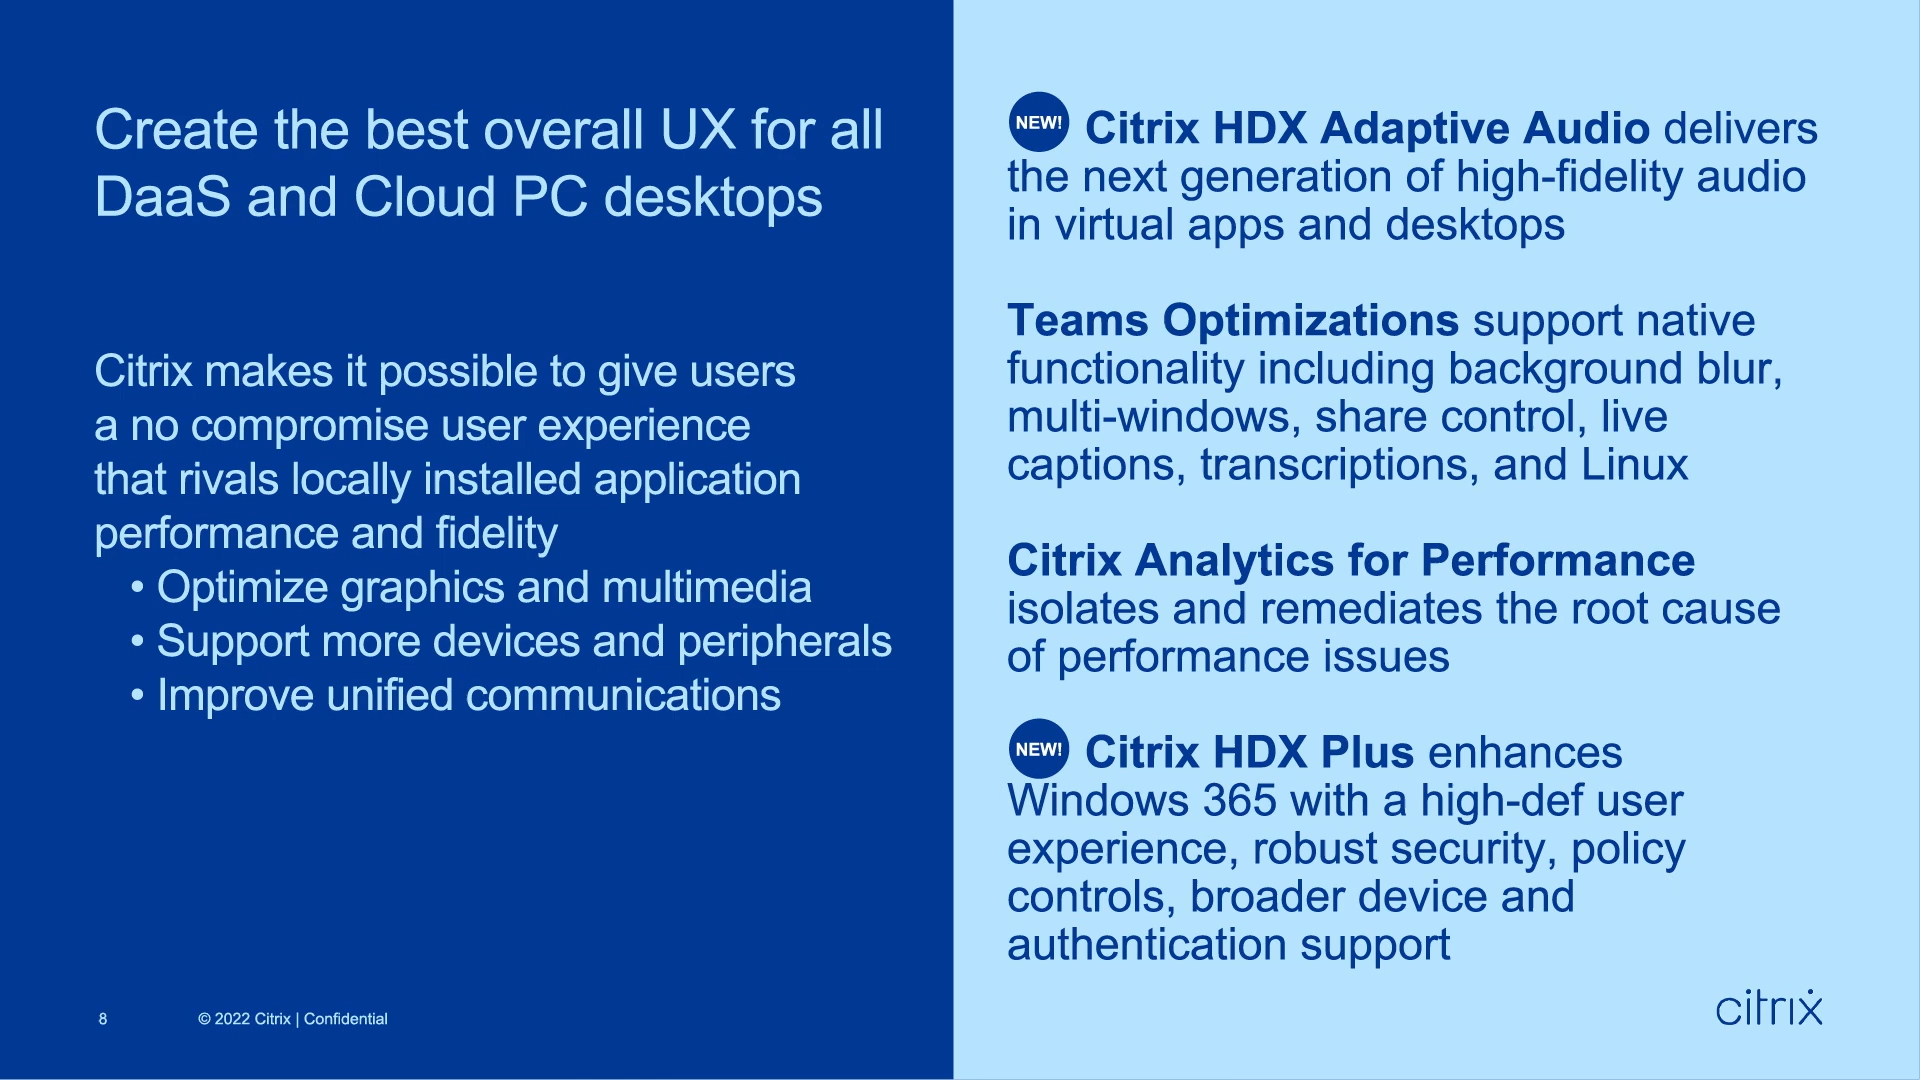 Create the best overall UX for all
DaaS and Cloud PC desktops
Citrix makes it possible to give users
a no compromise user experience
that rivals locally installed application
performance and fidelity
• Optimize graphics and multimedia
• Support more devices and peripherals
• Improve unified communications
NEW! Citrix HDX Adaptive Audio delivers
the next generation of high-fidelity audio
in virtual apps and desktops
Teams Optimizations support native
functionality including background blur,
multi-windows, share control, live
captions, transcriptions, and Linux
Citrix Analytics for Performance
isolates and remediates the root cause
of performance issues
NEW! Citrix HDX Plus enhances
Windows 365 with a high-def user
experience, robust security, policy
controls, broader device and
authentication support
8 © 2022 Citrix | Confidential
citrix